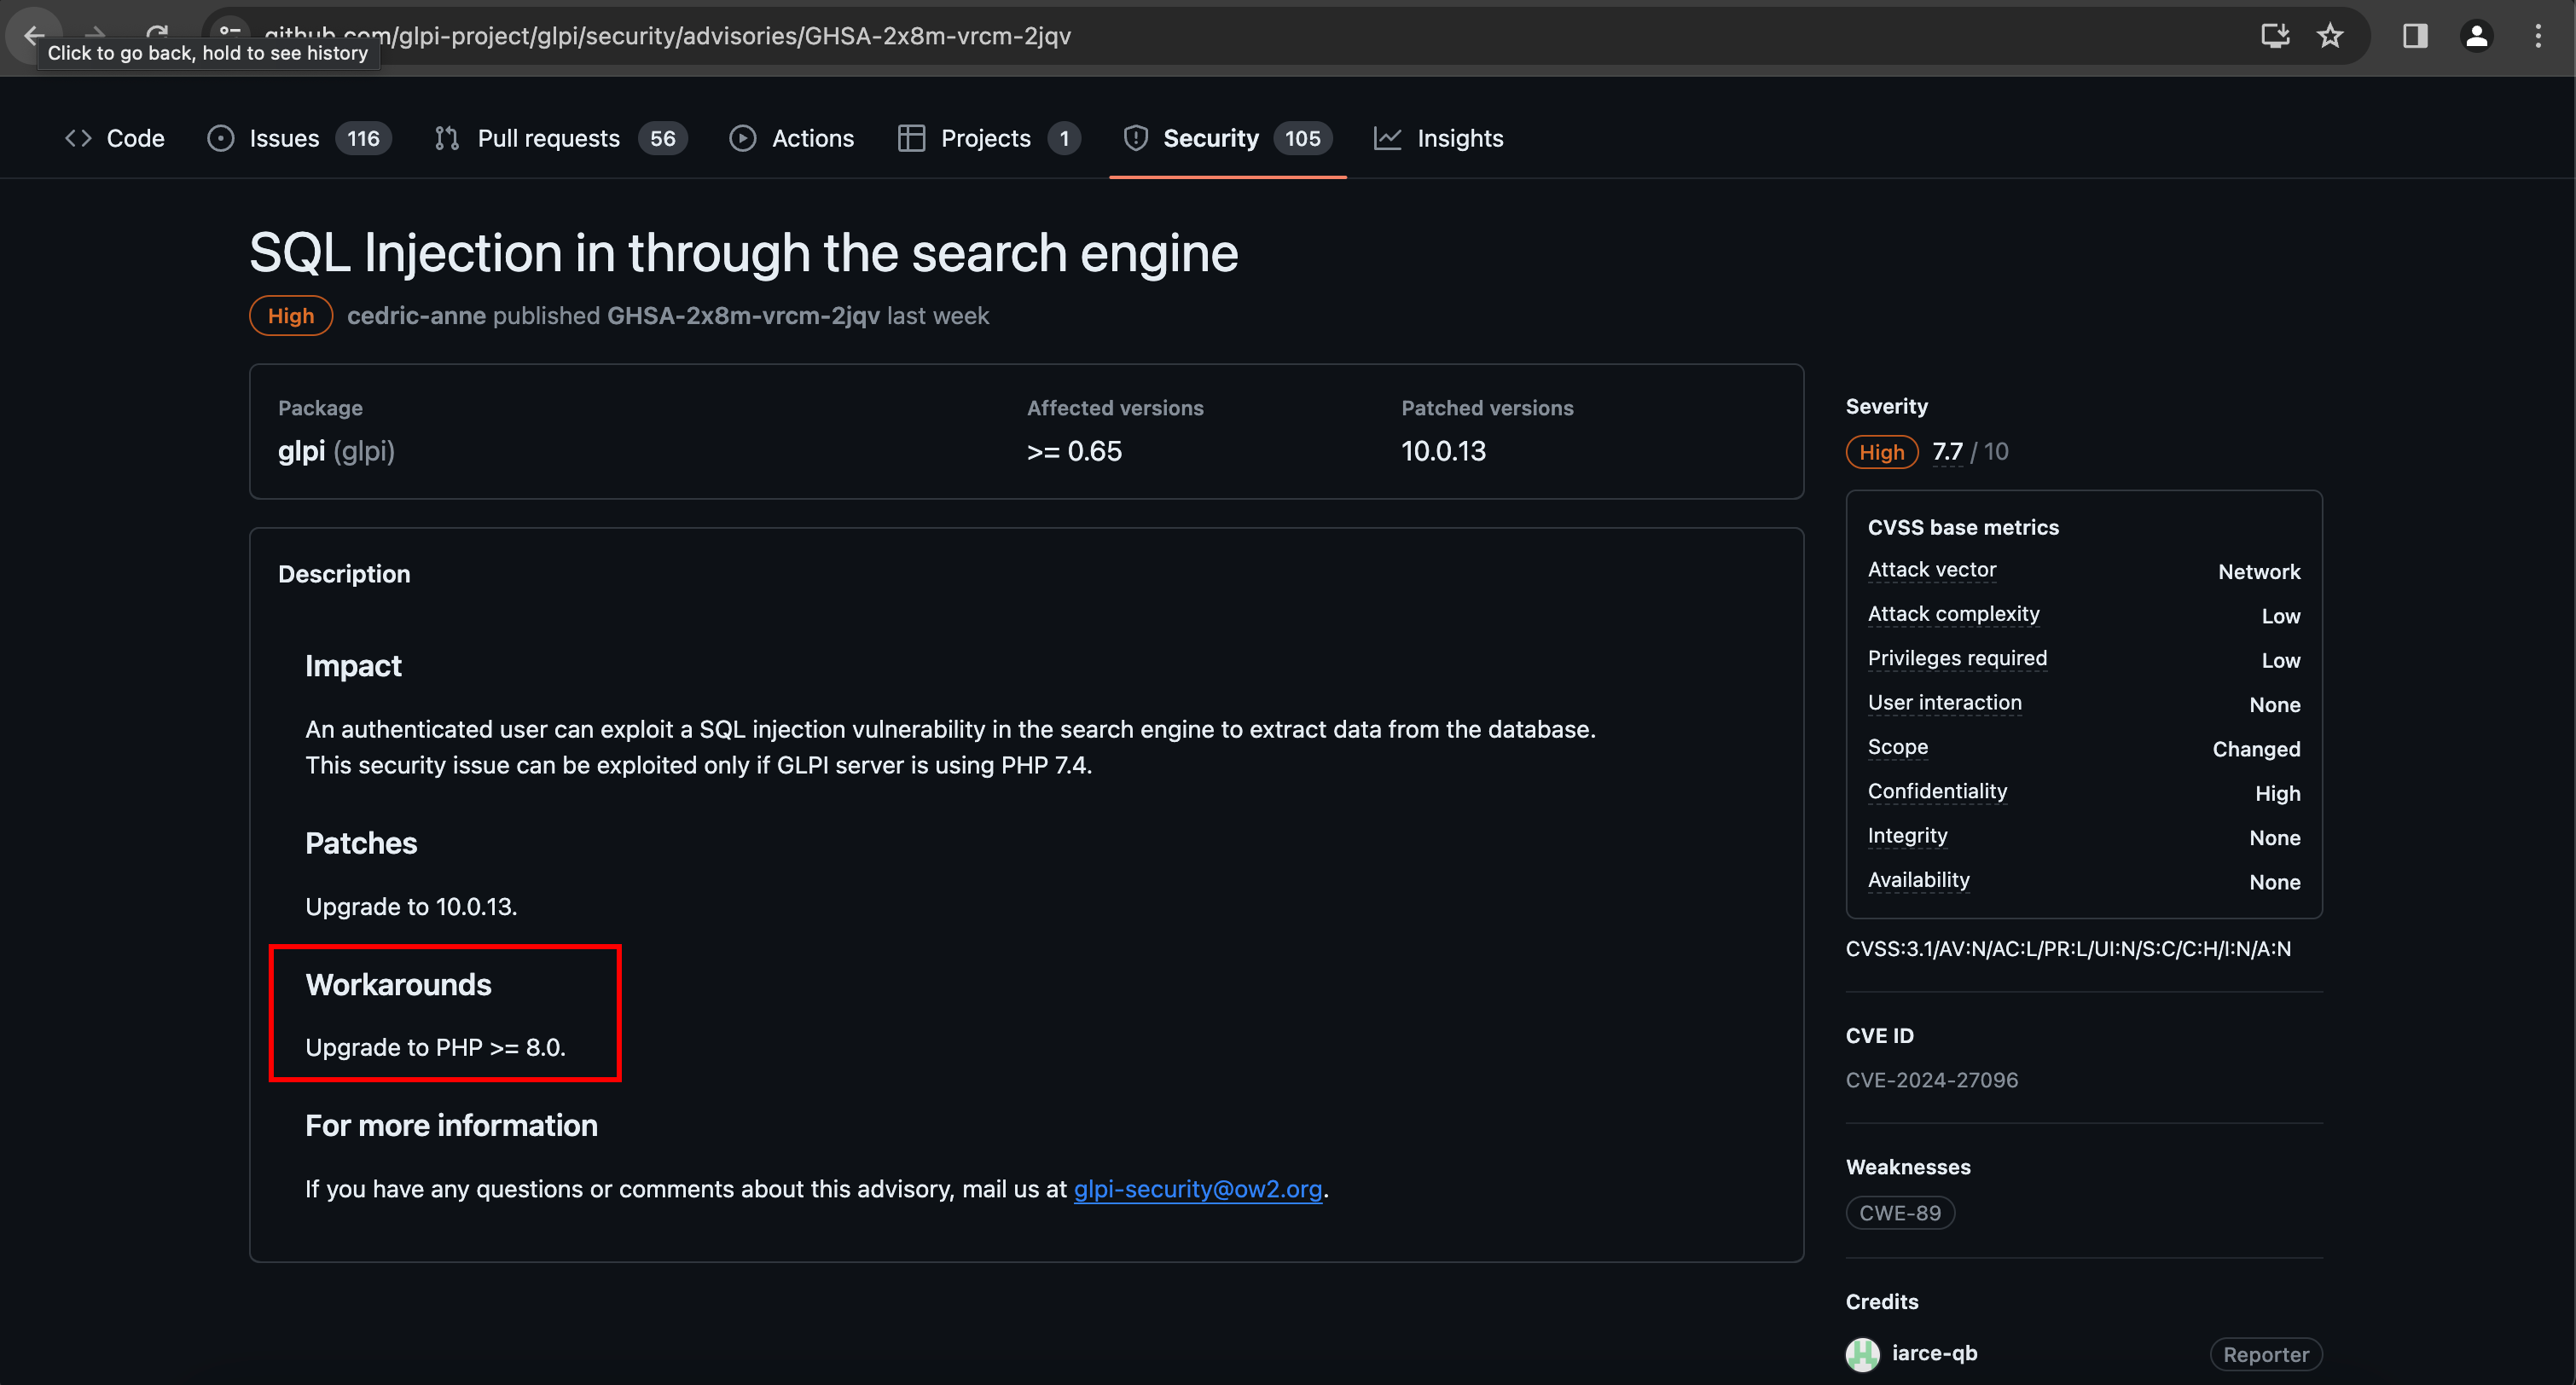 github.com/glpi-project/glpi/security/advisories/GHSA-2x8m-vrcm-2jqv
Click to go back, hold to see history
Code Issues 116 Pull requests 56 Actions Projects 1 Security 105 Insights
SQL Injection in through the search engine
High cedric-anne published GHSA-2x8m-vrcm-2jqv last week
Package Affected versions Patched versions
glpi (glpi) >= 0.65 10.0.13
Description
Impact
An authenticated user can exploit a SQL injection vulnerability in the search engine to extract data from the database.
This security issue can be exploited only if GLPI server is using PHP 7.4.
Patches
Upgrade to 10.0.13.
Workarounds
Upgrade to PHP >= 8.0.
For more information
If you have any questions or comments about this advisory, mail us at glpi-security@ow2.org.
Severity
High 7.7 / 10
CVSS base metrics
Attack vector Network
Attack complexity Low
Privileges required Low
User interaction None
Scope Changed
Confidentiality High
Integrity None
Availability None
CVSS:3.1/AV:N/AC:L/PR:L/UI:N/S:C/C:H/I:N/A:N
CVE ID
CVE-2024-27096
Weaknesses
CWE-89
Credits
iarce-qb Reporter